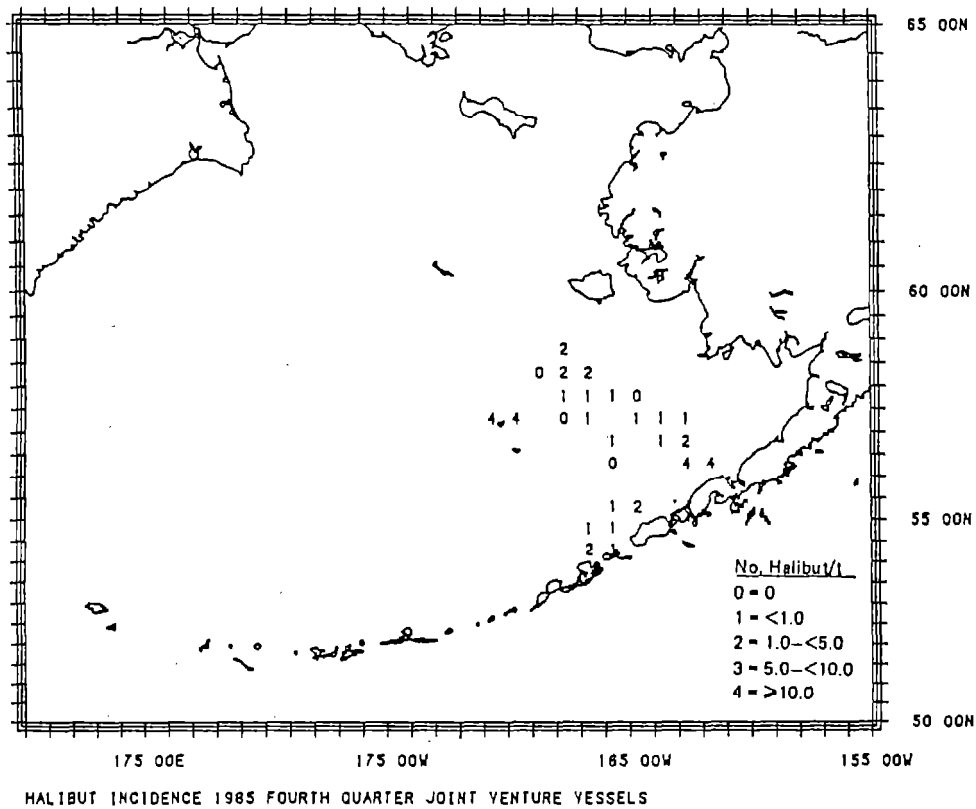 65 00N
60 00N
2
0 2 2
1 1 1 0
4 4 0 1 1 1 1
1 1 2
0 4 4
1 2
55 00N
1 1
2 1
No. Halibut/t
0 = 0
1 = <1.0
2 = 1.0-<5.0
3 = 5.0-<10.0
4 = >10.0
50 00N
175 00E 175 00W 165 00W 155 00W
HALIBUT INCIDENCE 1985 FOURTH QUARTER JOINT VENTURE VESSELS